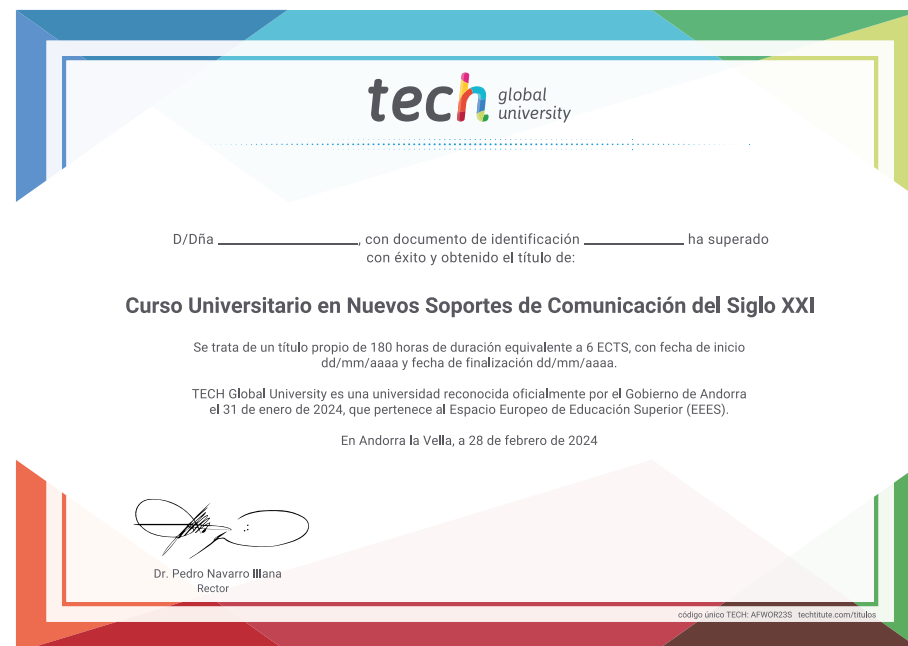 tech global university
D/Dña ____________________, con documento de identificación ______________ ha superado
con éxito y obtenido el título de:
Curso Universitario en Nuevos Soportes de Comunicación del Siglo XXI
Se trata de un título propio de 180 horas de duración equivalente a 6 ECTS, con fecha de inicio
dd/mm/aaaa y fecha de finalización dd/mm/aaaa.
TECH Global University es una universidad reconocida oficialmente por el Gobierno de Andorra
el 31 de enero de 2024, que pertenece al Espacio Europeo de Educación Superior (EEES).
En Andorra la Vella, a 28 de febrero de 2024
Dr. Pedro Navarro Illana
Rector
código único TECH: AFWOR23S techtitute.com/titulos